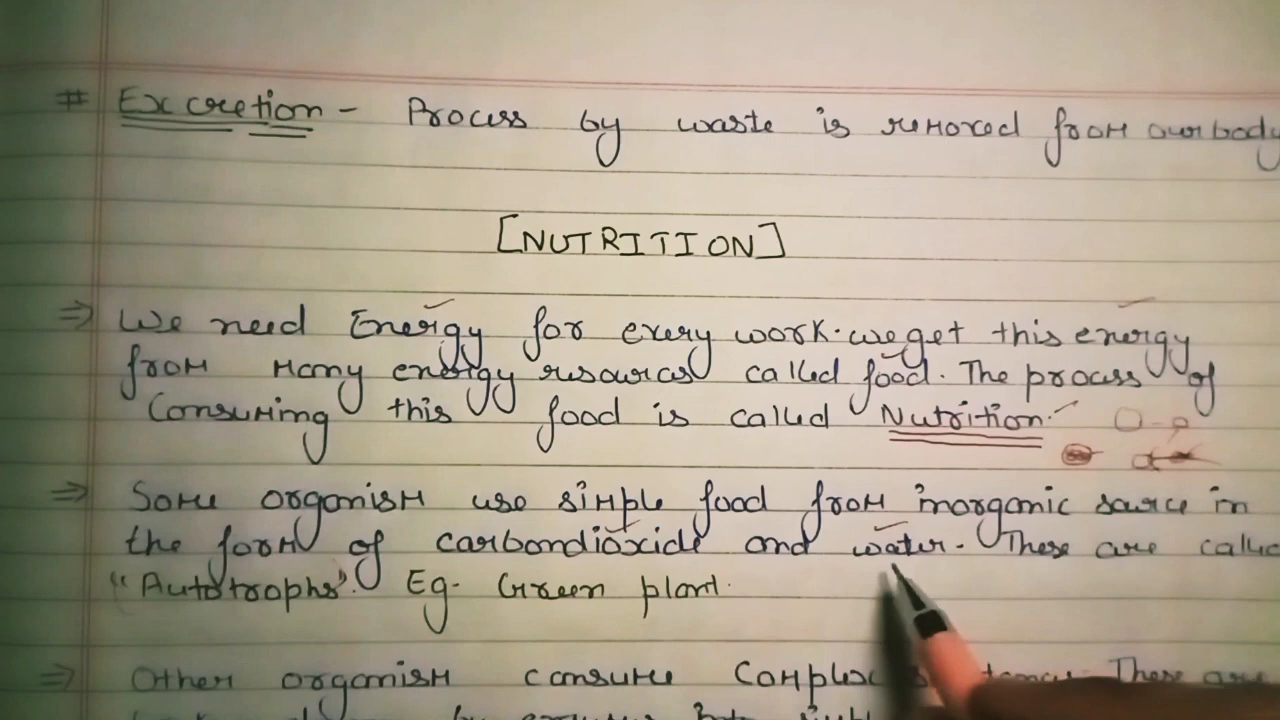 # Excretion - Process by waste is removed from our body
[NUTRITION]
⇒ We need Energy for every work. we get this energy
from many energy resources called food. The process of
Consuming this food is called Nutrition.
⇒ Some organism use simple food from inorganic source in
the form of carbondioxide and water. These are called
"Autotrophs". Eg. Green plant.
⇒ Other organism consume Complex These are
by